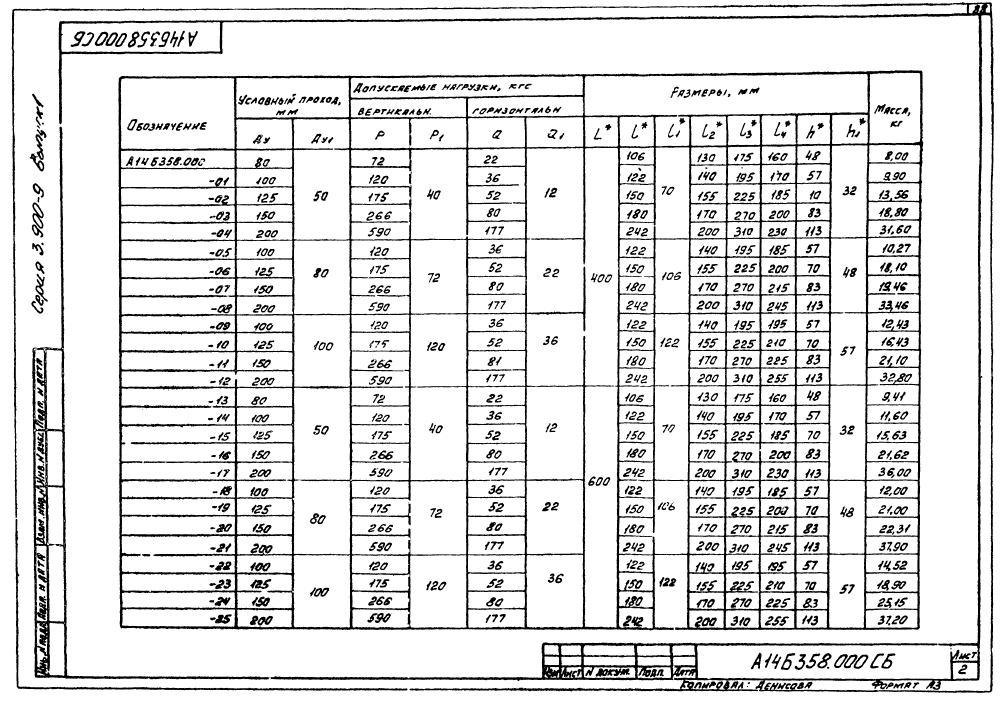 88
А14Б358000СБ
Серия 3.900-9 Выпуск 1
Обозначение | Условный проход, мм | Допускаемые нагрузки, кгс | Размеры, мм | Масса, кг
вертикальн. | горизонтальн.
Ду | Ду1 | P | P1 | Q | Q1 | L* | l* | l1* | l2* | l3* | l4* | h* | h1*
А14Б358.000 | 80 | 50 | 72 | 40 | 22 | 12 | 400 | 106 | 70 | 130 | 175 | 160 | 48 | 32 | 8,00
-01 | 100 | 120 | 36 | 122 | 140 | 195 | 170 | 57 | 9,90
-02 | 125 | 175 | 52 | 150 | 155 | 225 | 185 | 10 | 13,56
-03 | 150 | 266 | 80 | 180 | 170 | 270 | 200 | 83 | 18,80
-04 | 200 | 590 | 177 | 242 | 200 | 310 | 230 | 113 | 31,60
-05 | 100 | 80 | 120 | 72 | 36 | 22 | 122 | 106 | 140 | 195 | 185 | 57 | 48 | 10,27
-06 | 125 | 175 | 52 | 150 | 155 | 225 | 200 | 70 | 18,10
-07 | 150 | 266 | 80 | 180 | 170 | 270 | 215 | 83 | 19,46
-08 | 200 | 590 | 177 | 242 | 200 | 310 | 245 | 113 | 33,46
-09 | 100 | 100 | 120 | 120 | 36 | 36 | 122 | 122 | 140 | 195 | 195 | 57 | 57 | 12,43
-10 | 125 | 175 | 52 | 150 | 155 | 225 | 210 | 70 | 16,43
-11 | 150 | 266 | 81 | 180 | 170 | 270 | 225 | 83 | 21,10
-12 | 200 | 590 | 177 | 242 | 200 | 310 | 255 | 113 | 32,80
-13 | 80 | 50 | 72 | 40 | 22 | 12 | 600 | 106 | 70 | 130 | 175 | 160 | 48 | 32 | 9,41
-14 | 100 | 120 | 36 | 122 | 140 | 195 | 170 | 57 | 11,60
-15 | 125 | 175 | 52 | 150 | 155 | 225 | 185 | 70 | 15,63
-16 | 150 | 266 | 80 | 180 | 170 | 270 | 200 | 83 | 21,62
-17 | 200 | 590 | 177 | 242 | 200 | 310 | 230 | 113 | 36,00
-18 | 100 | 80 | 120 | 72 | 36 | 22 | 122 | 106 | 140 | 195 | 185 | 57 | 48 | 12,00
-19 | 125 | 175 | 52 | 150 | 155 | 225 | 200 | 70 | 21,00
-20 | 150 | 266 | 80 | 180 | 170 | 270 | 215 | 83 | 22,31
-21 | 200 | 590 | 177 | 242 | 200 | 310 | 245 | 113 | 37,90
-22 | 100 | 100 | 120 | 120 | 36 | 36 | 122 | 122 | 140 | 195 | 195 | 57 | 57 | 14,52
-23 | 125 | 175 | 52 | 150 | 155 | 225 | 210 | 70 | 18,90
-24 | 150 | 266 | 80 | 180 | 170 | 270 | 225 | 83 | 25,15
-25 | 200 | 590 | 177 | 242 | 200 | 310 | 255 | 113 | 37,20
Инв. № подл. Подп. и дата Взам. инв. № Инв. № дубл. Подп. и дата
Изм Лист № докум. Подп. Дата
А14Б358.000 СБ
Лист
2
Копировал: Денисова Формат А3